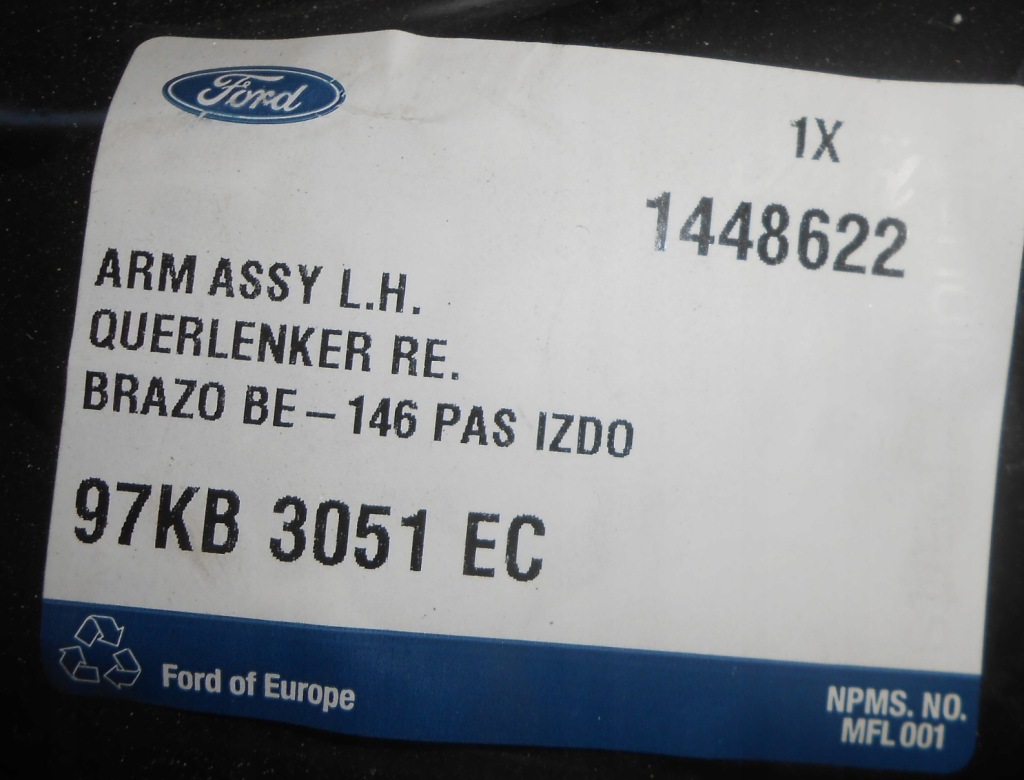 Ford
1X
1448622
ARM ASSY L.H.
QUERLENKER RE.
BRAZO BE – 146 PAS IZDO
97KB 3051 EC
Ford of Europe
NPMS. NO.
MFL 001